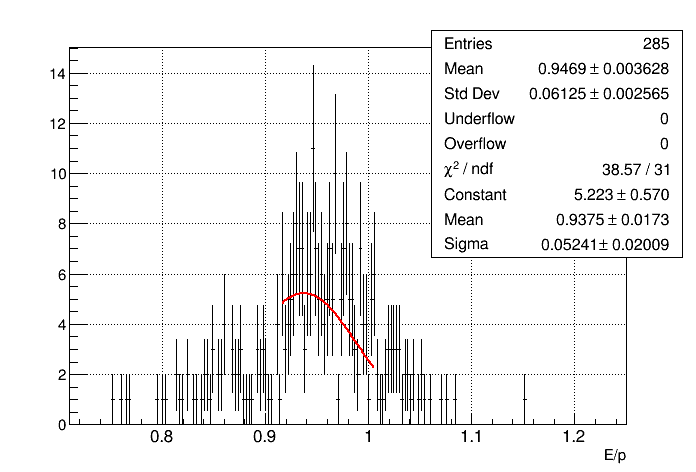 Entries 285
Mean 0.9469 ± 0.003628
Std Dev 0.06125 ± 0.002565
Underflow 0
Overflow 0
χ² / ndf 38.57 / 31
Constant 5.223 ± 0.570
Mean 0.9375 ± 0.0173
Sigma 0.05241 ± 0.02009
14
12
10
8
6
4
2
0
0.8 0.9 1 1.1 1.2
E/p